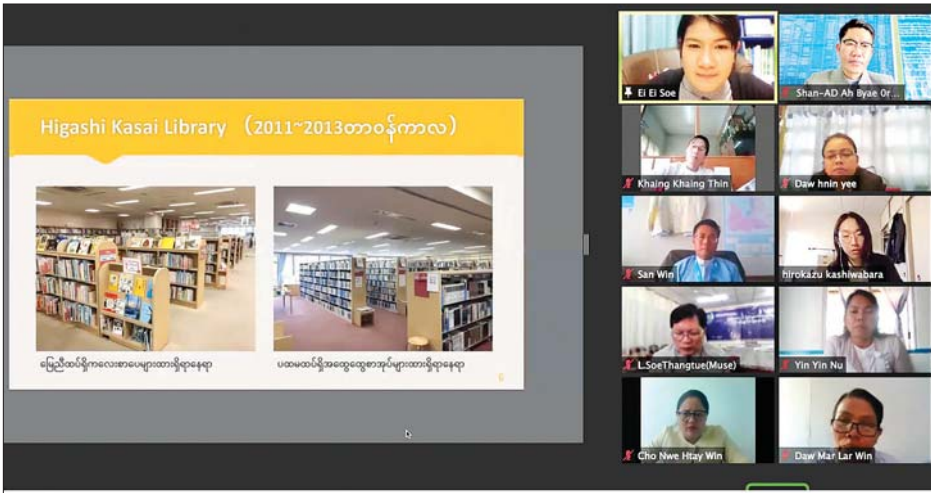 Higashi Kasai Library （2011~2013တာဝန်ကာလ）
မြေညီထပ်ရှိကလေးစာပေများထားရှိရာနေရာ
ပထမထပ်ရှိအထွေထွေစာအုပ်များထားရှိရာနေရာ
6
Ei Ei Soe
Shan-AD Ah Byae Or...
Khaing Khaing Thin
Daw hnin yee
San Win
hirokazu kashiwabara
L.SoeThangtue(Muse)
Yin Yin Nu
Cho Nwe Htay Win
Daw Mar Lar Win